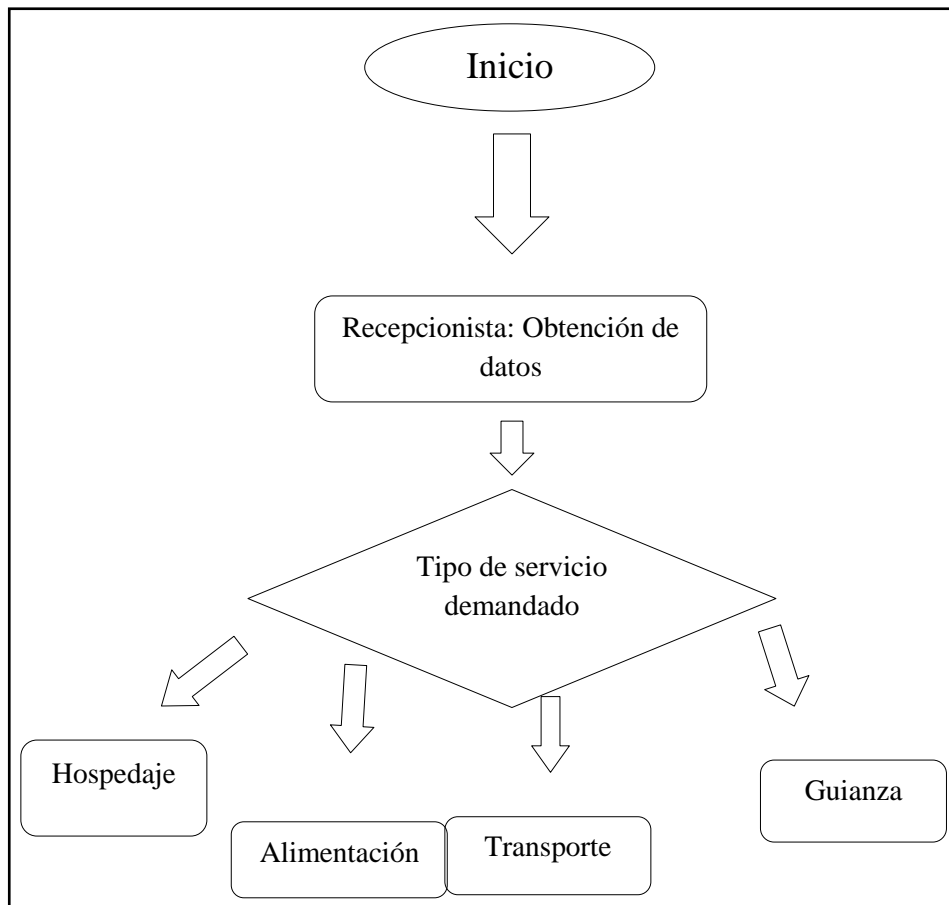 Inicio
Recepcionista: Obtención de
datos
Tipo de servicio
demandado
Hospedaje
Alimentación
Transporte
Guianza